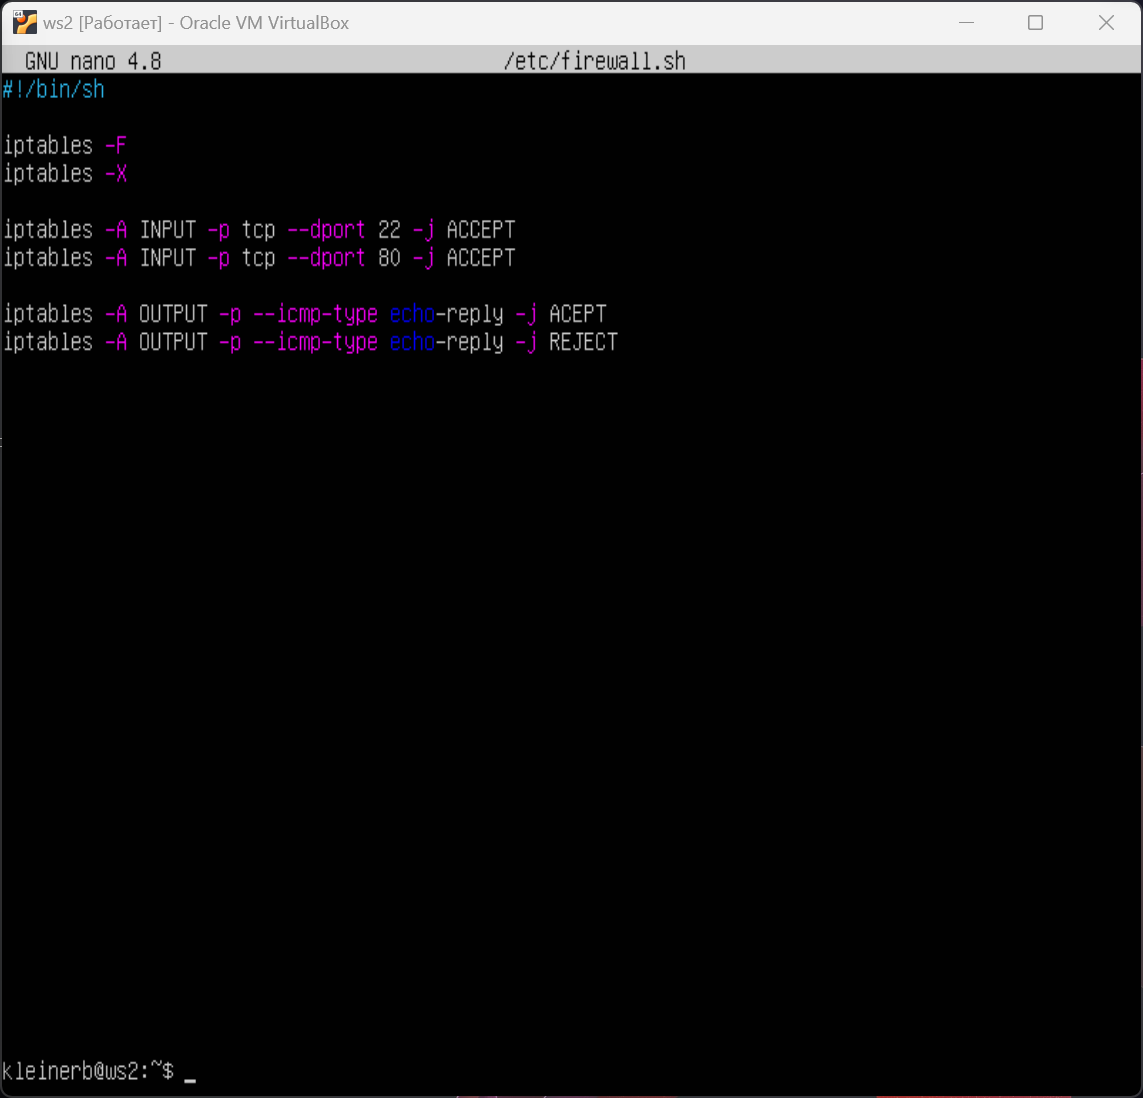 ws2 [Работает] - Oracle VM VirtualBox
GNU nano 4.8 /etc/firewall.sh
#!/bin/sh
iptables -F
iptables -X
iptables -A INPUT -p tcp --dport 22 -j ACCEPT
iptables -A INPUT -p tcp --dport 80 -j ACCEPT
iptables -A OUTPUT -p --icmp-type echo-reply -j ACEPT
iptables -A OUTPUT -p --icmp-type echo-reply -j REJECT
kleinerb@ws2:~$ _